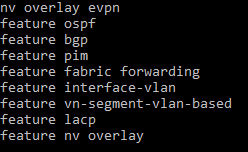 nv overlay evpn
feature ospf
feature bgp
feature pim
feature fabric forwarding
feature interface-vlan
feature vn-segment-vlan-based
feature lacp
feature nv overlay